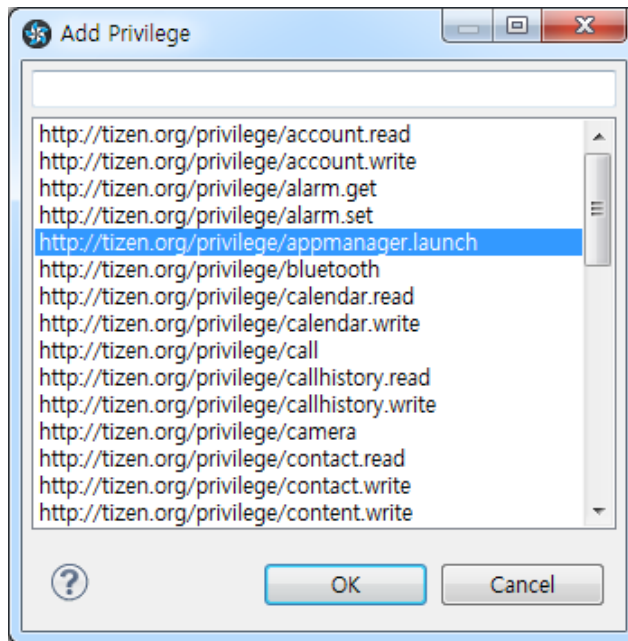 Add Privilege
http://tizen.org/privilege/account.read
http://tizen.org/privilege/account.write
http://tizen.org/privilege/alarm.get
http://tizen.org/privilege/alarm.set
http://tizen.org/privilege/appmanager.launch
http://tizen.org/privilege/bluetooth
http://tizen.org/privilege/calendar.read
http://tizen.org/privilege/calendar.write
http://tizen.org/privilege/call
http://tizen.org/privilege/callhistory.read
http://tizen.org/privilege/callhistory.write
http://tizen.org/privilege/camera
http://tizen.org/privilege/contact.read
http://tizen.org/privilege/contact.write
http://tizen.org/privilege/content.write
?
OK Cancel